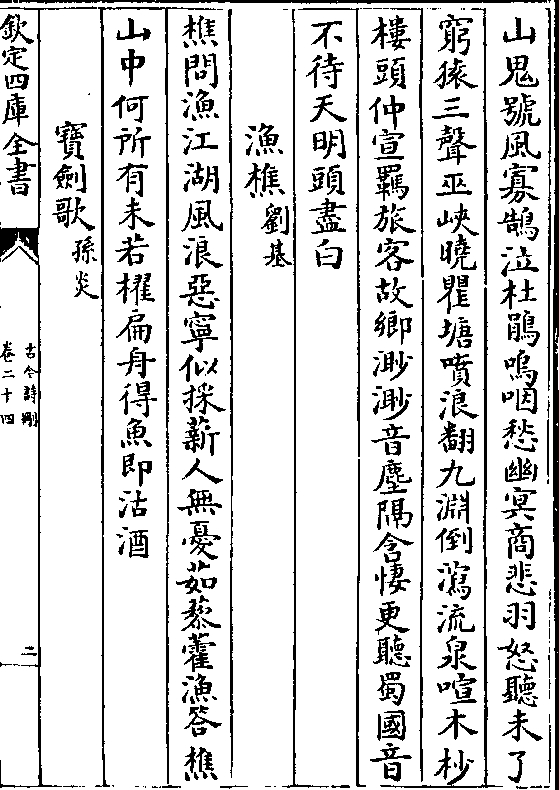 山鬼號風寡鵠泣杜鵑嗚咽愁幽冥商悲羽怒聽未了
窮猿三聲巫峽曉瞿塘噴浪翻九淵倒瀉流泉喧木杪
樓頭仲宣羈旅客故鄉渺渺音塵隔含悽更聽蜀國音
不待天明頭盡白
漁樵劉基
樵問漁江湖風浪惡寧似採薪人無憂茹藜藿漁答樵
山中何所有未若櫂扁身得魚即沽酒
寶劍歌孫炎
欽定四庫全書
古今詩刪
卷二十四
二